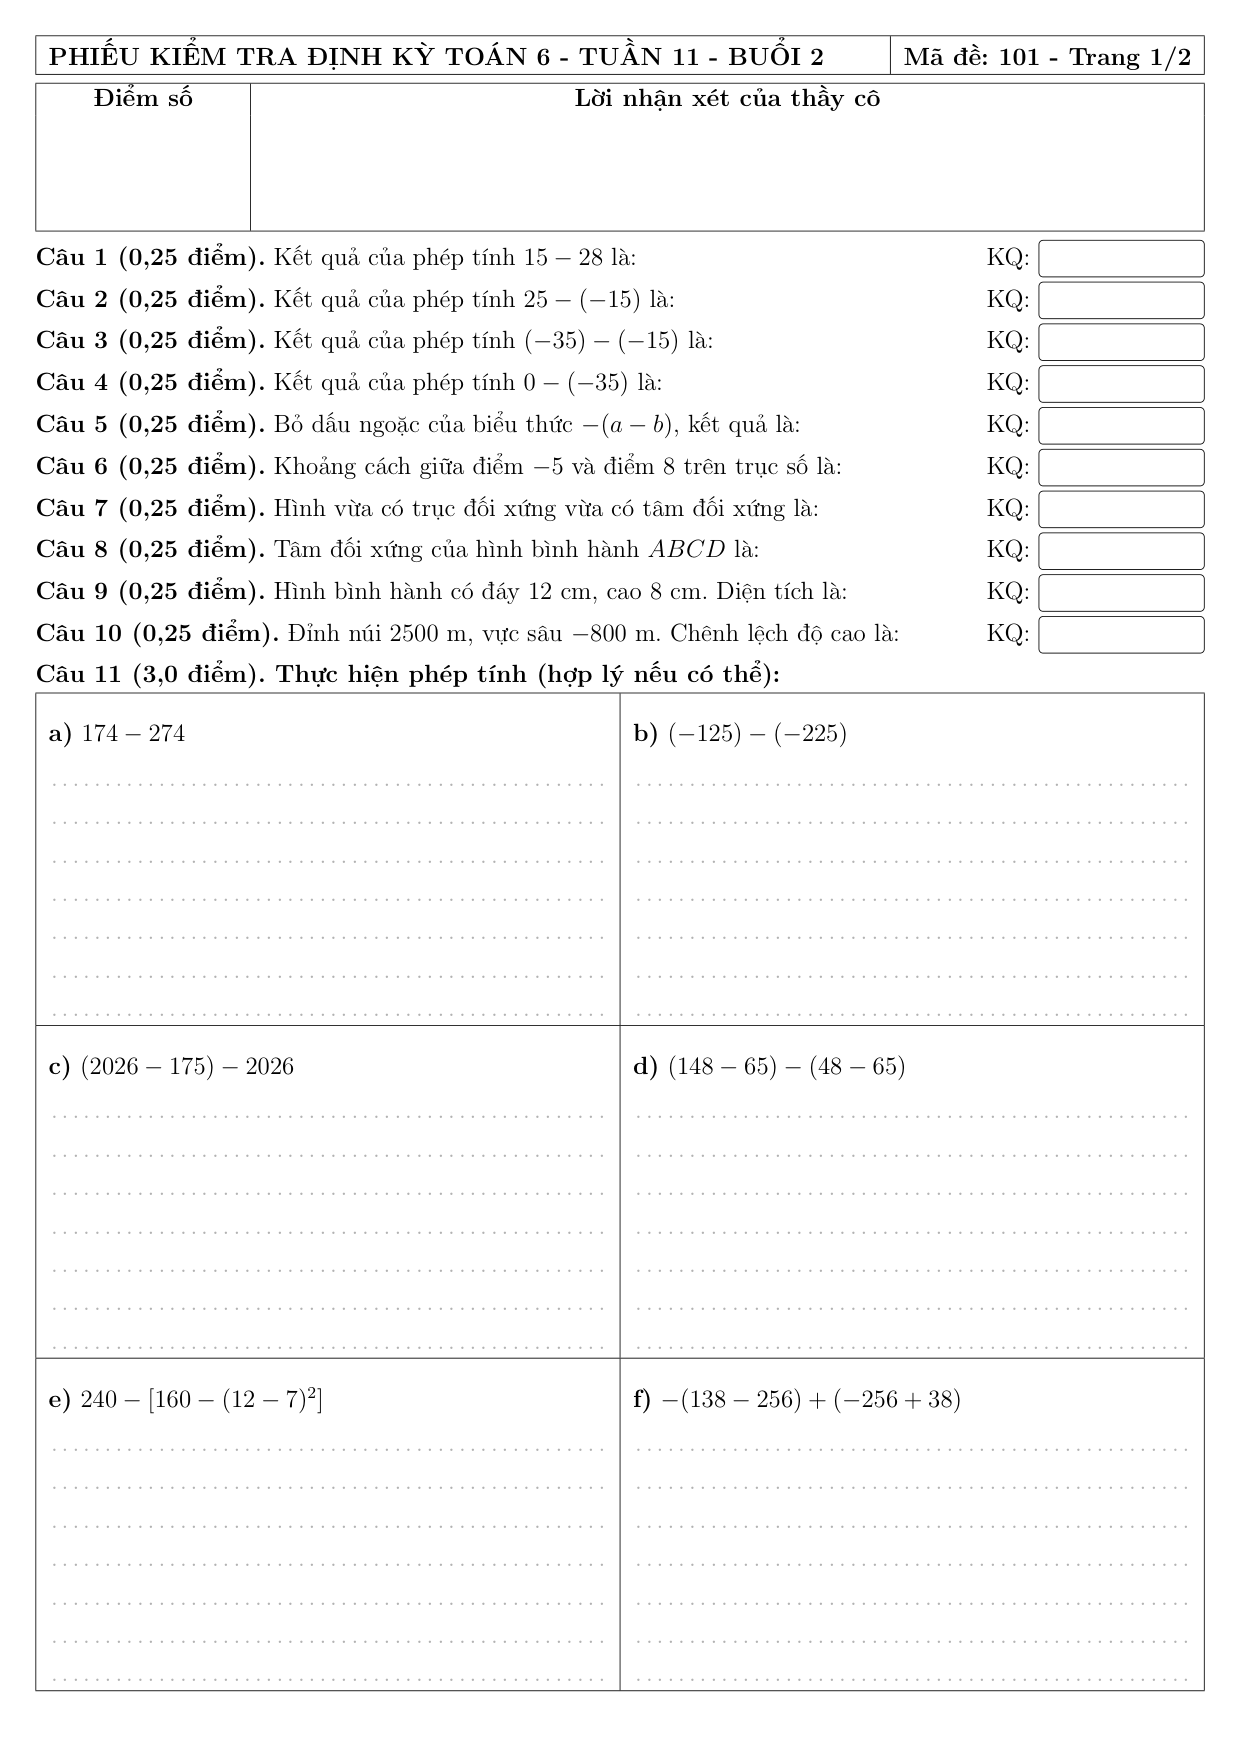 PHIẾU KIỂM TRA ĐỊNH KỲ TOÁN 6 - TUẦN 11 - BUỔI 2 Mã đề: 101 - Trang 1/2
Điểm số Lời nhận xét của thầy cô
Câu 1 (0,25 điểm). Kết quả của phép tính 15 − 28 là: KQ:
Câu 2 (0,25 điểm). Kết quả của phép tính 25 − (−15) là: KQ:
Câu 3 (0,25 điểm). Kết quả của phép tính (−35) − (−15) là: KQ:
Câu 4 (0,25 điểm). Kết quả của phép tính 0 − (−35) là: KQ:
Câu 5 (0,25 điểm). Bỏ dấu ngoặc của biểu thức −(a − b), kết quả là: KQ:
Câu 6 (0,25 điểm). Khoảng cách giữa điểm −5 và điểm 8 trên trục số là: KQ:
Câu 7 (0,25 điểm). Hình vừa có trục đối xứng vừa có tâm đối xứng là: KQ:
Câu 8 (0,25 điểm). Tâm đối xứng của hình bình hành ABCD là: KQ:
Câu 9 (0,25 điểm). Hình bình hành có đáy 12 cm, cao 8 cm. Diện tích là: KQ:
Câu 10 (0,25 điểm). Đỉnh núi 2500 m, vực sâu −800 m. Chênh lệch độ cao là: KQ:
Câu 11 (3,0 điểm). Thực hiện phép tính (hợp lý nếu có thể):
a) 174 − 274 b) (−125) − (−225)
c) (2026 − 175) − 2026 d) (148 − 65) − (48 − 65)
e) 240 − [160 − (12 − 7)²] f) −(138 − 256) + (−256 + 38)